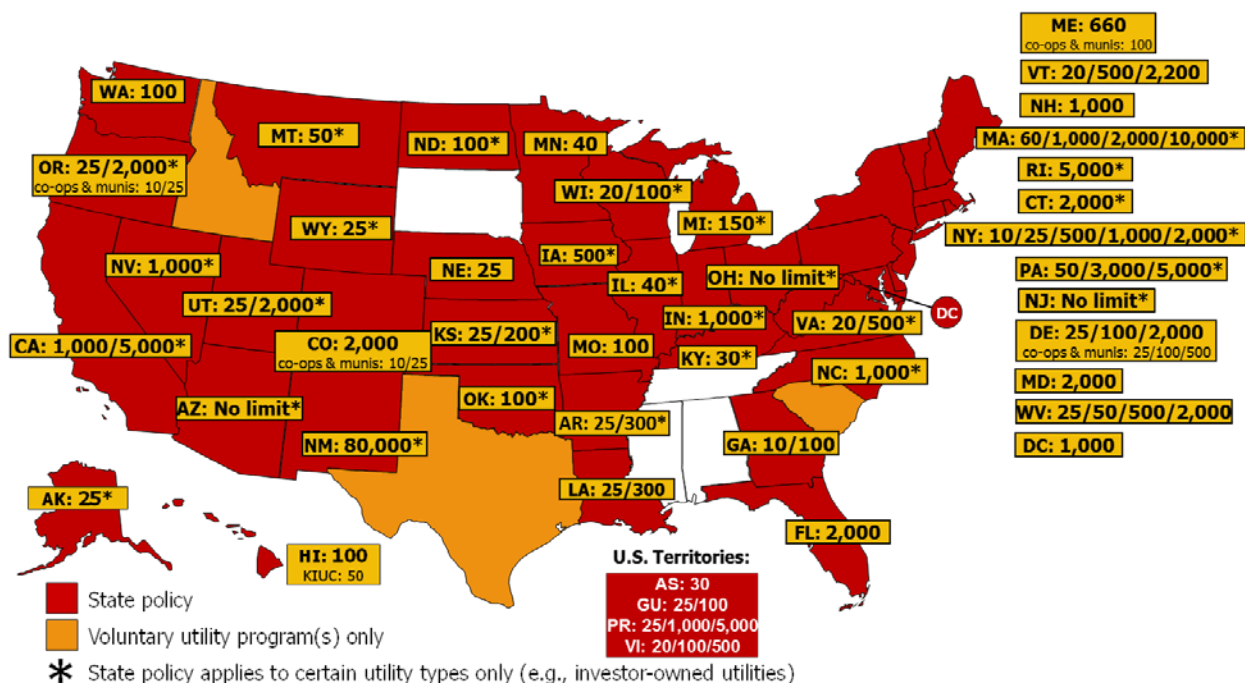 ME: 660
co-ops & munis: 100
VT: 20/500/2,200
NH: 1,000
MA: 60/1,000/2,000/10,000*
RI: 5,000*
CT: 2,000*
NY: 10/25/500/1,000/2,000*
PA: 50/3,000/5,000*
NJ: No limit*
DE: 25/100/2,000
co-ops & munis: 25/100/500
MD: 2,000
WV: 25/50/500/2,000
DC: 1,000
WA: 100
MT: 50*
ND: 100*
MN: 40
OR: 25/2,000*
co-ops & munis: 10/25
WI: 20/100*
MI: 150*
WY: 25*
IA: 500*
NV: 1,000*
NE: 25
OH: No limit*
IL: 40*
UT: 25/2,000*
DC
IN: 1,000*
VA: 20/500*
KS: 25/200*
CA: 1,000/5,000*
CO: 2,000
co-ops & munis: 10/25
MO: 100
KY: 30*
NC: 1,000*
AZ: No limit*
OK: 100*
AR: 25/300*
NM: 80,000*
GA: 10/100
AK: 25*
LA: 25/300
FL: 2,000
HI: 100
KIUC: 50
U.S. Territories:
AS: 30
GU: 25/100
PR: 25/1,000/5,000
VI: 20/100/500
State policy
Voluntary utility program(s) only
* State policy applies to certain utility types only (e.g., investor-owned utilities)